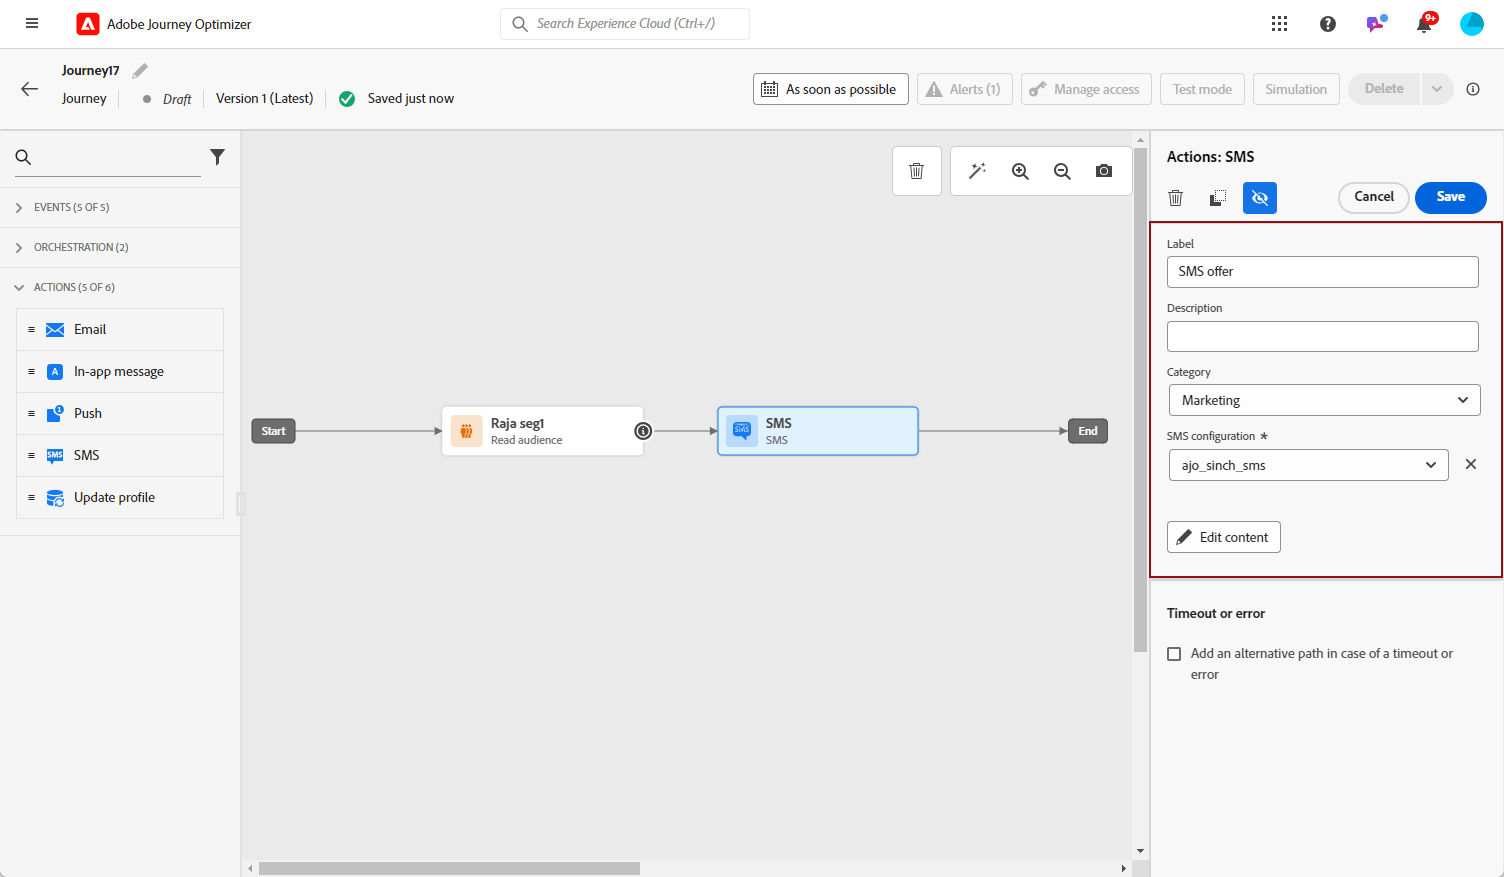 Adobe Journey Optimizer
Search Experience Cloud (Ctrl+/)
9+
Journey17
Journey
Draft
Version 1 (Latest)
Saved just now
As soon as possible
Alerts (1)
Manage access
Test mode
Simulation
Delete
EVENTS (5 OF 5)
ORCHESTRATION (2)
ACTIONS (5 OF 6)
Email
In-app message
Push
SMS
Update profile
Start
Raja seg1
Read audience
SMS
SMS
End
Actions: SMS
Cancel
Save
Label
SMS offer
Description
Category
Marketing
SMS configuration *
ajo_sinch_sms
Edit content
Timeout or error
Add an alternative path in case of a timeout or
error